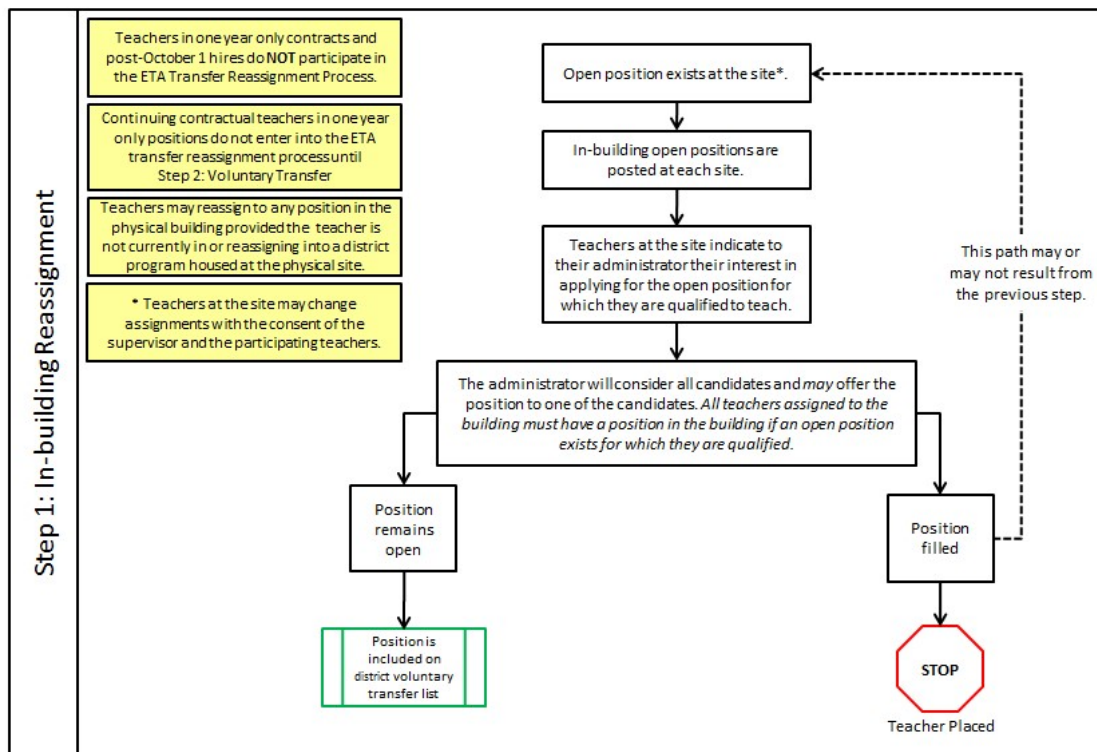 Step 1: In-building Reassignment
Teachers in one year only contracts and
post-October 1 hires do NOT participate in
the ETA Transfer Reassignment Process.
Continuing contractual teachers in one year
only positions do not enter into the ETA
transfer reassignment process until
Step 2: Voluntary Transfer
Teachers may reassign to any position in the
physical building provided the teacher is
not currently in or reassigning into a district
program housed at the physical site.
* Teachers at the site may change
assignments with the consent of the
supervisor and the participating teachers.
Open position exists at the site*.
In-building open positions are
posted at each site.
Teachers at the site indicate to
their administrator their interest in
applying for the open position for
which they are qualified to teach.
This path may or
may not result from
the previous step.
The administrator will consider all candidates and may offer the
position to one of the candidates. All teachers assigned to the
building must have a position in the building if an open position
exists for which they are qualified.
Position
remains
open
Position
filled
Position is
included on
district voluntary
transfer list
STOP
Teacher Placed